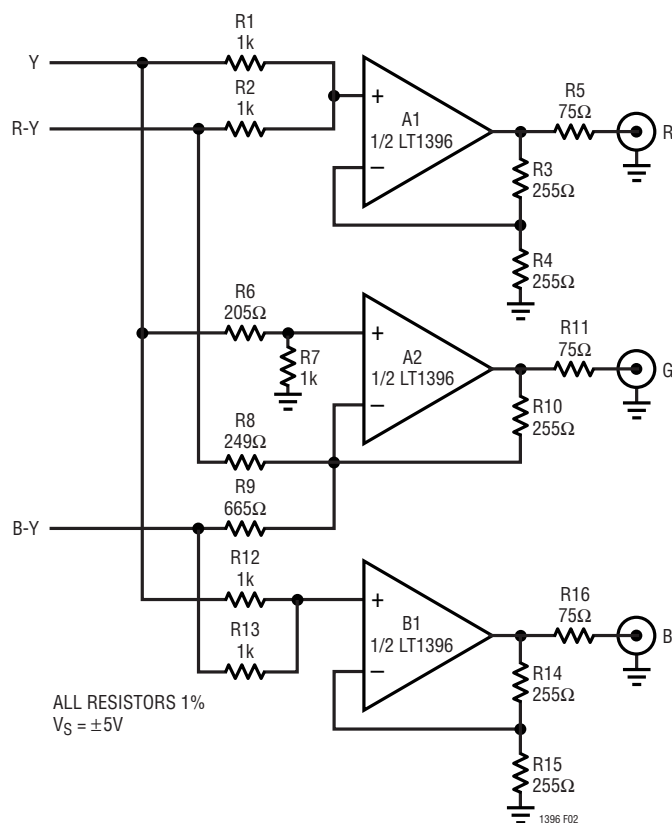 Y
R1
1k
R2
1k
R-Y
+
A1
1/2 LT1396
−
R5
75Ω
R
R3
255Ω
R4
255Ω
R6
205Ω
R7
1k
+
A2
1/2 LT1396
−
R11
75Ω
G
R10
255Ω
R8
249Ω
R9
665Ω
B-Y
R12
1k
R13
1k
+
B1
1/2 LT1396
−
R16
75Ω
B
R14
255Ω
R15
255Ω
ALL RESISTORS 1%
VS = ±5V
1396 F02